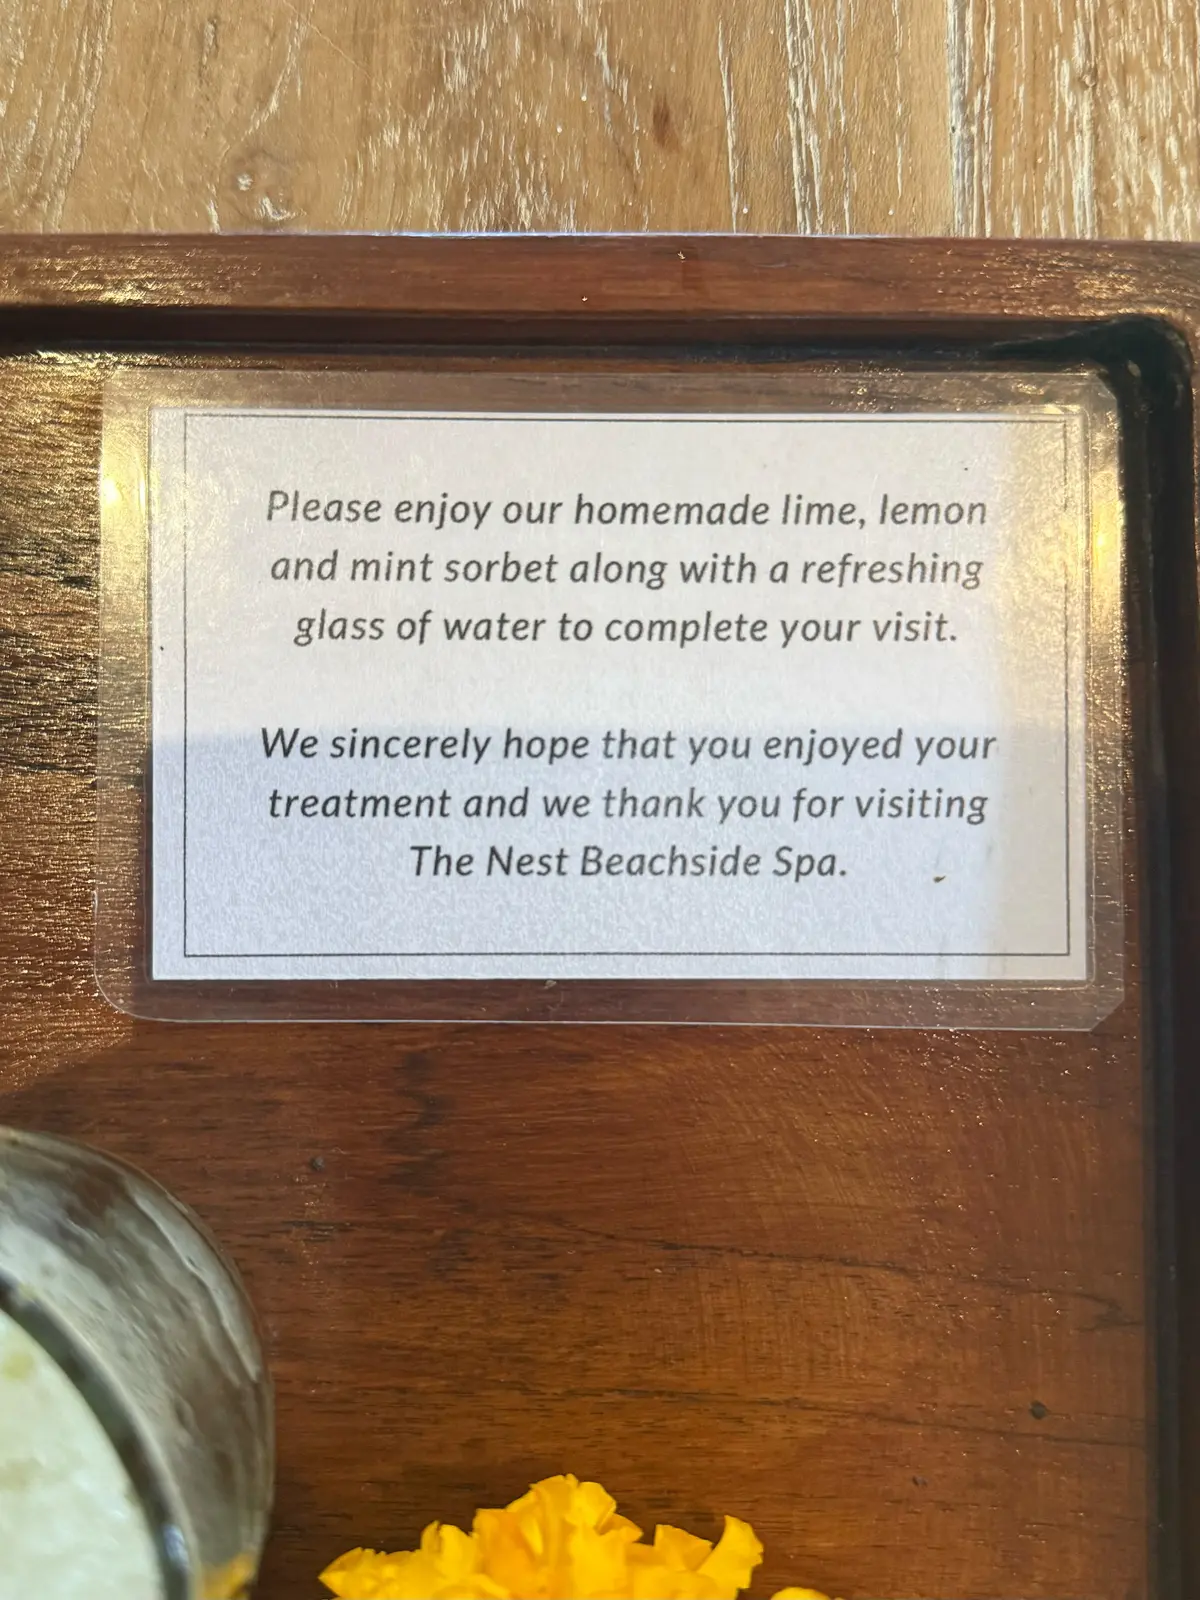 Please enjoy our homemade lime, lemon
and mint sorbet along with a refreshing
glass of water to complete your visit.
We sincerely hope that you enjoyed your
treatment and we thank you for visiting
The Nest Beachside Spa.